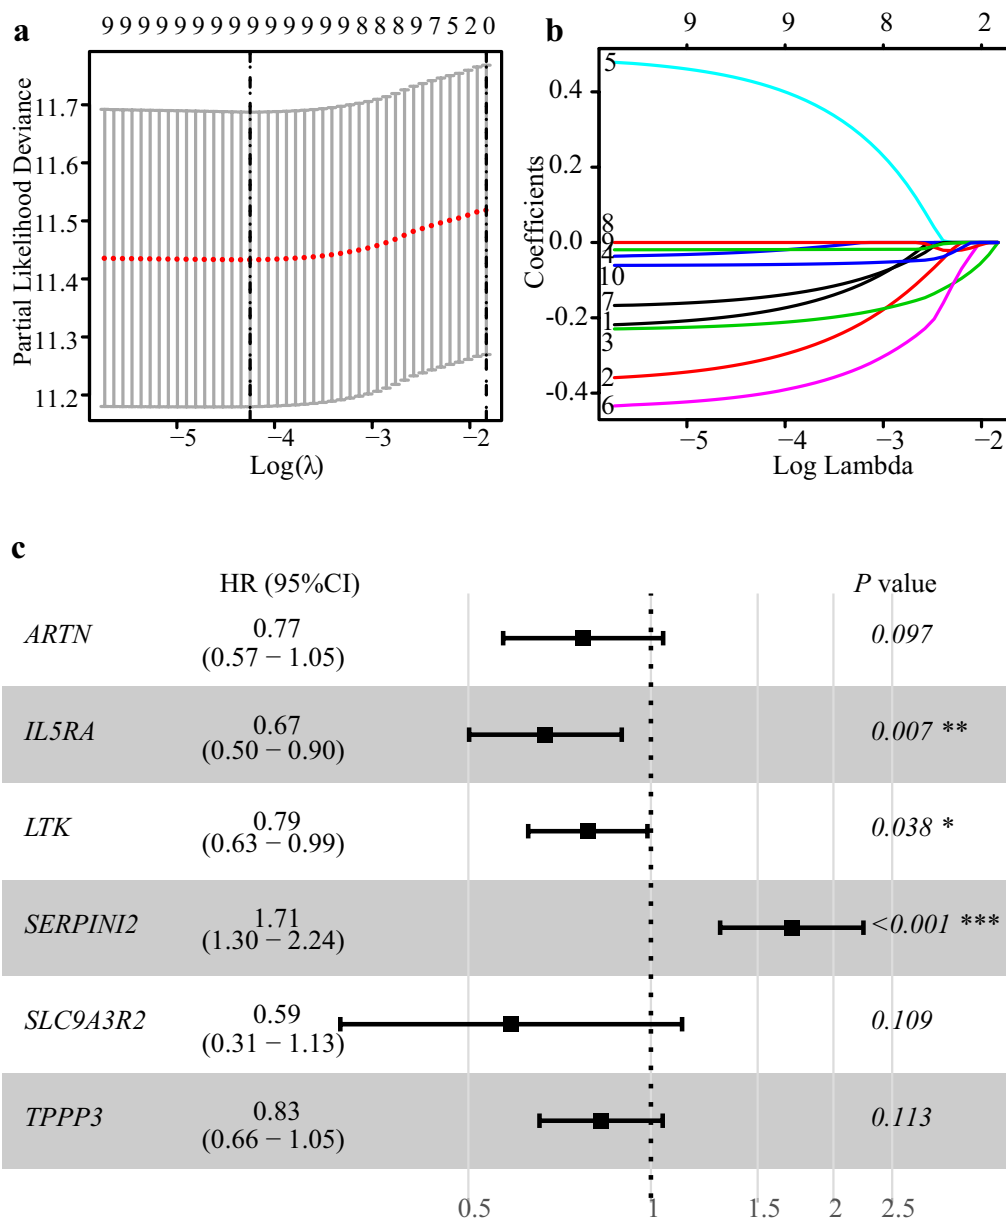 a
9 9 9 9 9 9 9 9 9 9 9 9 9 9 8 8 8 9 7 5 2 0
Partial Likelihood Deviance
11.7
11.6
11.5
11.4
11.3
11.2
−5 −4 −3 −2
Log(λ)
b
9 9 8 2
Coefficients
0.4
0.2
0.0
-0.2
-0.4
5
8
9
4
10
7
1
3
2
6
−5 −4 −3 −2
Log Lambda
c
HR (95%CI) P value
ARTN 0.77 0.097
(0.57 − 1.05)
IL5RA 0.67 0.007 **
(0.50 − 0.90)
LTK 0.79 0.038 *
(0.63 − 0.99)
SERPINI2 1.71 <0.001 ***
(1.30 − 2.24)
SLC9A3R2 0.59 0.109
(0.31 − 1.13)
TPPP3 0.83 0.113
(0.66 − 1.05)
0.5 1 1.5 2 2.5